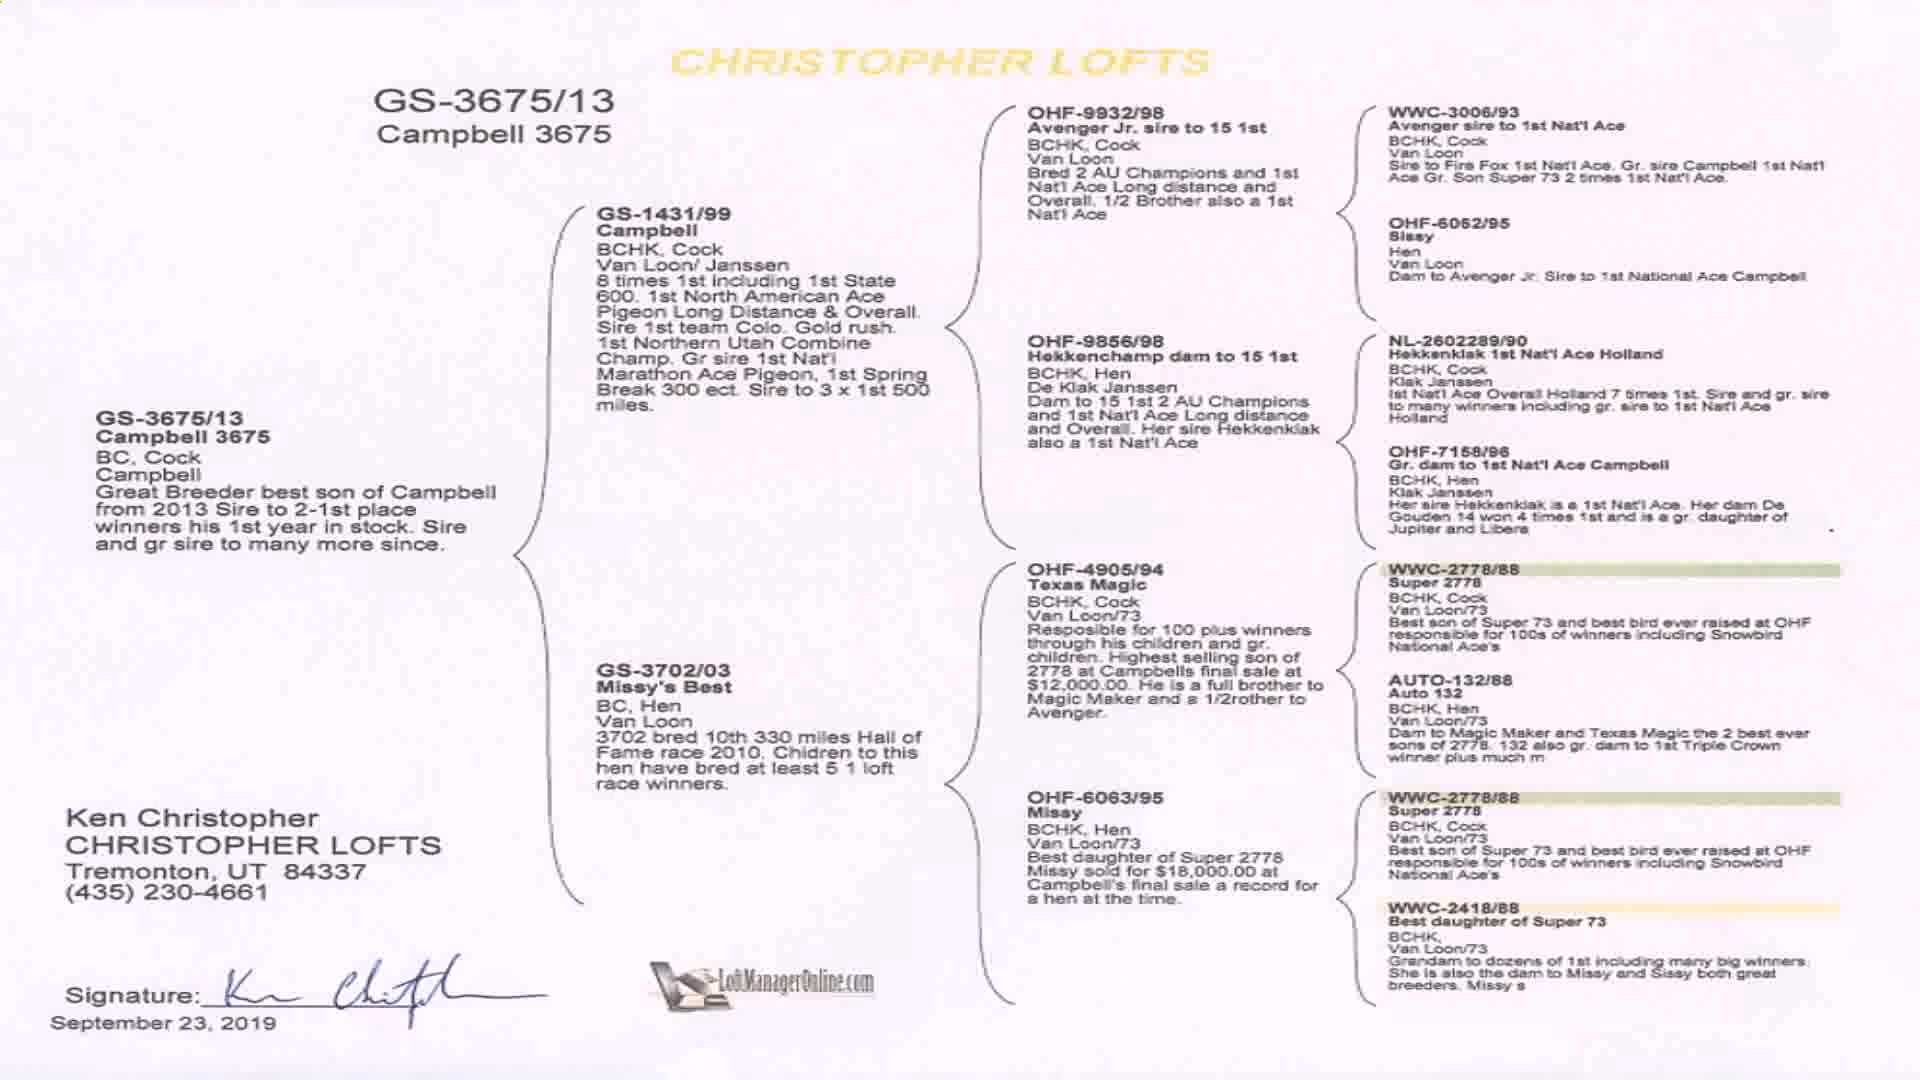 CHRISTOPHER LOFTS
GS-3675/13
Campbell 3675
GS-3675/13
Campbell 3675
BC, Cock
Campbell
Great Breeder best son of Campbell
from 2013 Sire to 2-1st place
winners his 1st year in stock. Sire
and gr sire to many more since.
GS-1431/99
Campbell
BCHK, Cock
Van Loon/ Janssen
8 times 1st including 1st State
600. 1st North American Ace
Pigeon Long Distance & Overall.
Sire 1st team Colo. Gold rush.
1st Northern Utah Combine
Champ. Gr sire 1st Nat'l
Marathon Ace Pigeon, 1st Spring
Break 300 ect. Sire to 3 x 1st 500
miles.
GS-3702/03
Missy's Best
BC, Hen
Van Loon
3702 bred 10th 330 miles Hall of
Fame race 2010. Chidren to this
hen have bred at least 5 1 loft
race winners.
OHF-9932/98
Avenger Jr. sire to 15 1st
BCHK, Cock
Van Loon
Bred 2 AU Champions and 1st
Nat'l Ace Long distance and
Overall. 1/2 Brother also a 1st
Nat'l Ace
OHF-9856/98
Hekkenchamp dam to 15 1st
BCHK, Hen
De Klak Janssen
Dam to 15 1st 2 AU Champions
and 1st Nat'l Ace Long distance
and Overall. Her sire Hekkenklak
also a 1st Nat'l Ace
OHF-4905/94
Texas Magic
BCHK, Cock
Van Loon/73
Resposible for 100 plus winners
through his children and gr.
children. Highest selling son of
2778 at Campbells final sale at
$12,000.00. He is a full brother to
Magic Maker and a 1/2rother to
Avenger.
OHF-6063/95
Missy
BCHK, Hen
Van Loon/73
Best daughter of Super 2778
Missy sold for $18,000.00 at
Campbell's final sale a record for
a hen at the time.
WWC-3006/93
Avenger sire to 1st Nat'l Ace
BCHK, Cock
Van Loon
Sire to Fire Fox 1st Nat'l Ace. Gr. sire Campbell 1st Nat'l
Ace Gr. Son Super 73 2 times 1st Nat'l Ace.
OHF-6062/95
Sissy
Hen
Van Loon
Dam to Avenger Jr. Sire to 1st National Ace Campbell
NL-2602289/90
Hekkenklak 1st Nat'l Ace Holland
BCHK, Cock
Klak Janssen
Ist Nat'l Ace Overall Holland 7 times 1st. Sire and gr. sire
to many winners including gr. sire to 1st Nat'l Ace
Holland
OHF-7158/96
Gr. dam to 1st Nat'l Ace Campbell
BCHK, Hen
Klak Janssen
Her sire Hekkenklak is a 1st Nat'l Ace. Her dam De
Gouden 14 won 4 times 1st and is a gr. daughter of
Jupiter and Libera
WWC-2778/88
Super 2778
BCHK, Cock
Van Loon/73
Best son of Super 73 and best bird ever raised at OHF
responsible for 100s of winners including Snowbird
National Ace's
AUTO-132/88
Auto 132
BCHK, Hen
Van Loon/73
Dam to Magic Maker and Texas Magic the 2 best ever
sons of 2778. 132 also gr. dam to 1st Triple Crown
winner plus much m
WWC-2778/88
Super 2778
BCHK, Cock
Van Loon/73
Best son of Super 73 and best bird ever raised at OHF
responsible for 100s of winners including Snowbird
National Ace's
WWC-2418/88
Best daughter of Super 73
BCHK,
Van Loon/73
Grandam to dozens of 1st including many big winners.
She is also the dam to Missy and Sissy both great
breeders. Missy s
Ken Christopher
CHRISTOPHER LOFTS
Tremonton, UT 84337
(435) 230-4661
Signature:
September 23, 2019
LoftManagerOnline.com